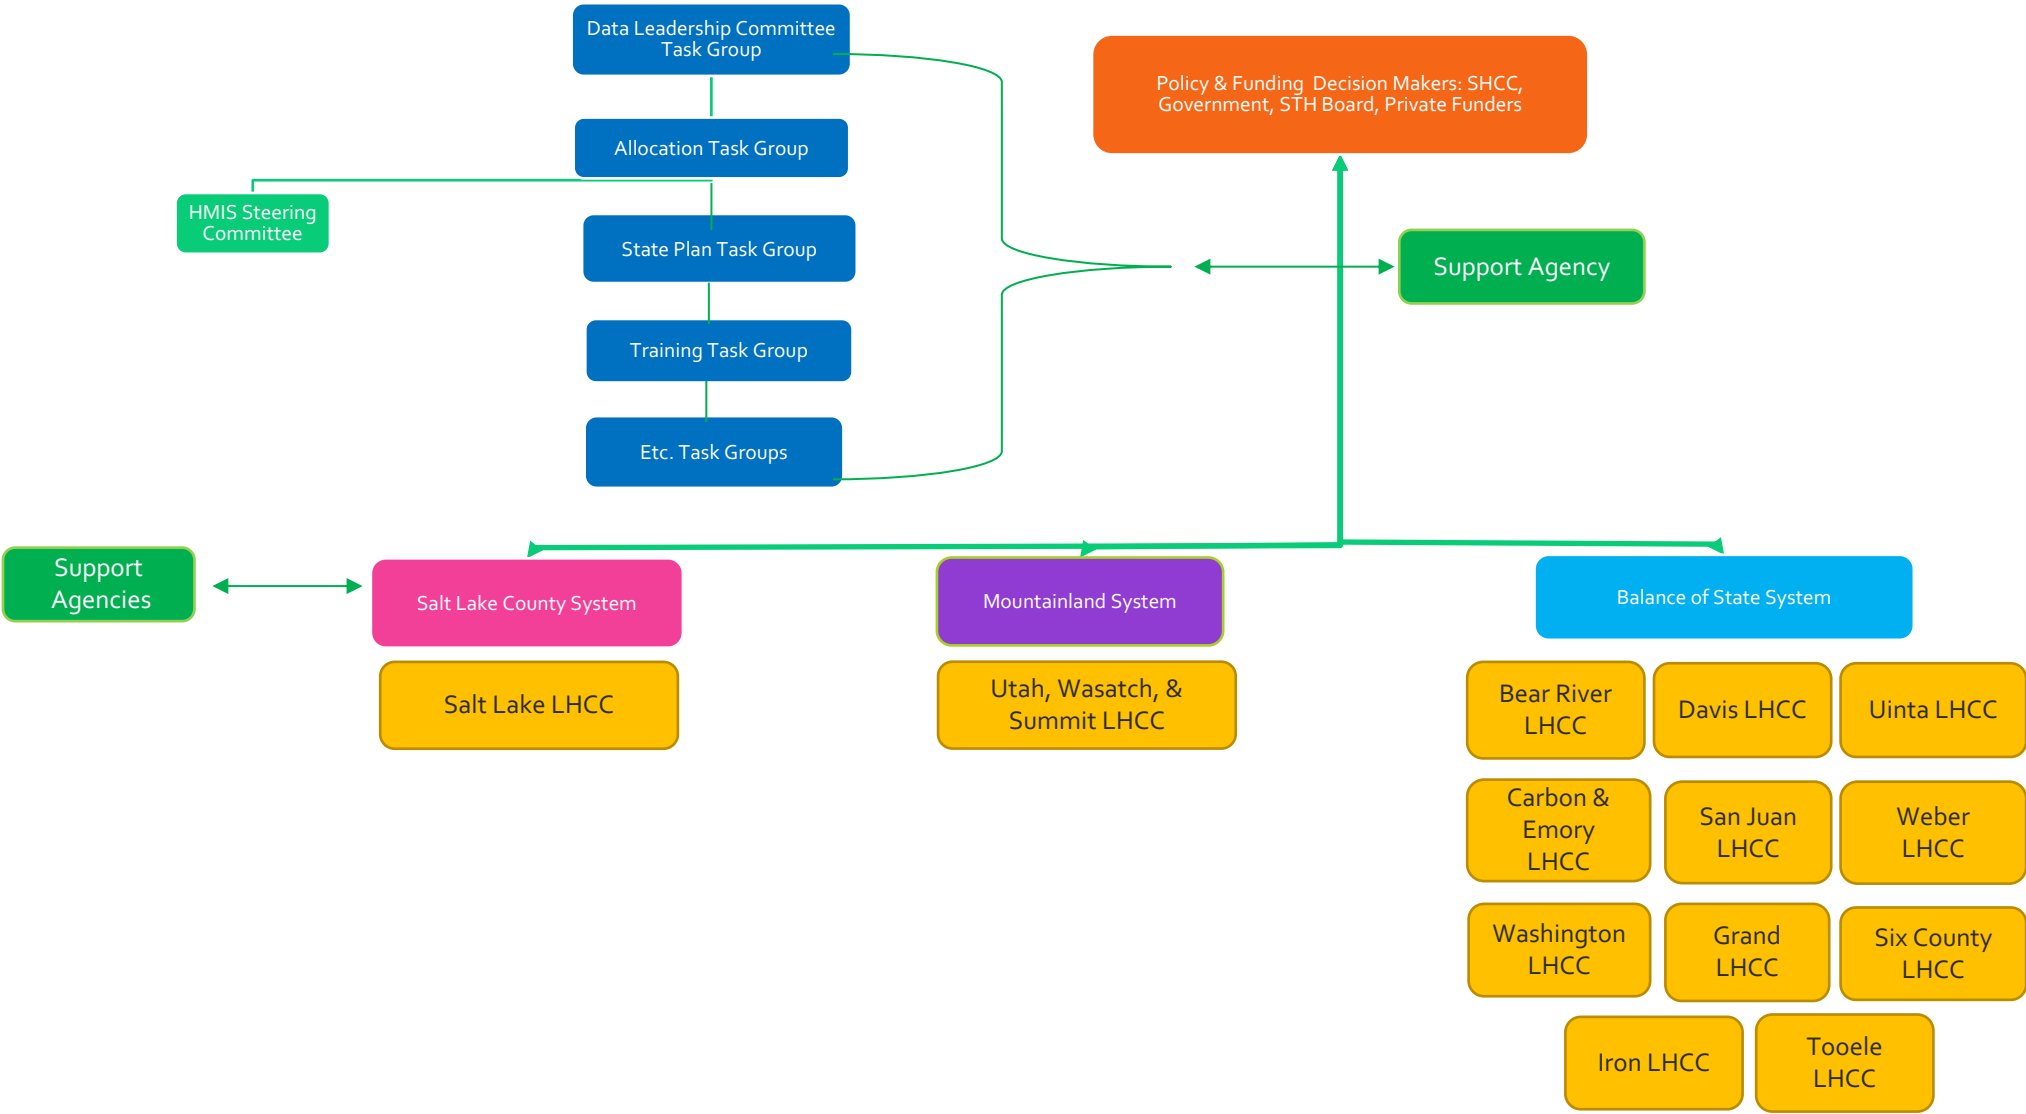 Data Leadership Committee
Task Group
Policy & Funding  Decision Makers: SHCC,
Government, STH Board, Private Funders
Allocation Task Group
HMIS Steering
Committee
State Plan Task Group
Support Agency
Training Task Group
Etc. Task Groups
Support
Agencies
Salt Lake County System
Mountainland System
Balance of State System
Salt Lake LHCC
Utah, Wasatch, &
Summit LHCC
Bear River
LHCC
Davis LHCC
Uinta LHCC
Carbon &
Emory
LHCC
San Juan
LHCC
Weber
LHCC
Washington
LHCC
Grand
LHCC
Six County
LHCC
Iron LHCC
Tooele
LHCC